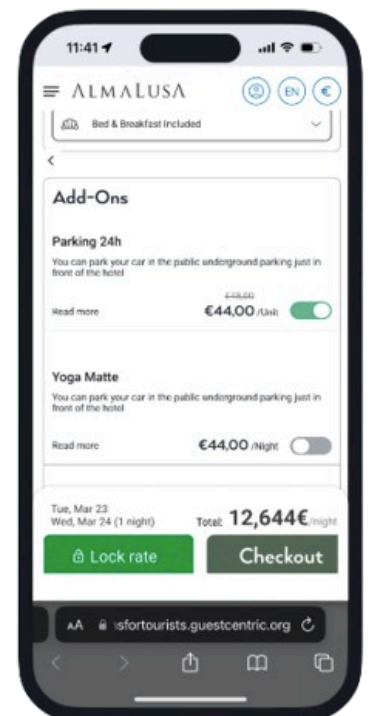 11:41
ALMALUSA
EN
€
Bed & Breakfast Included
Add-Ons
Parking 24h
You can park your car in the public underground parking just in
front of the hotel
€48,00
Read more
€44,00 /Unit
Yoga Matte
You can park your car in the public underground parking just in
front of the hotel
Read more
€44,00 /Night
Tue, Mar 23
Wed, Mar 24 (1 night)
Total: 12,644€/night
Lock rate
Checkout
AA
sfortourists.guestcentric.org